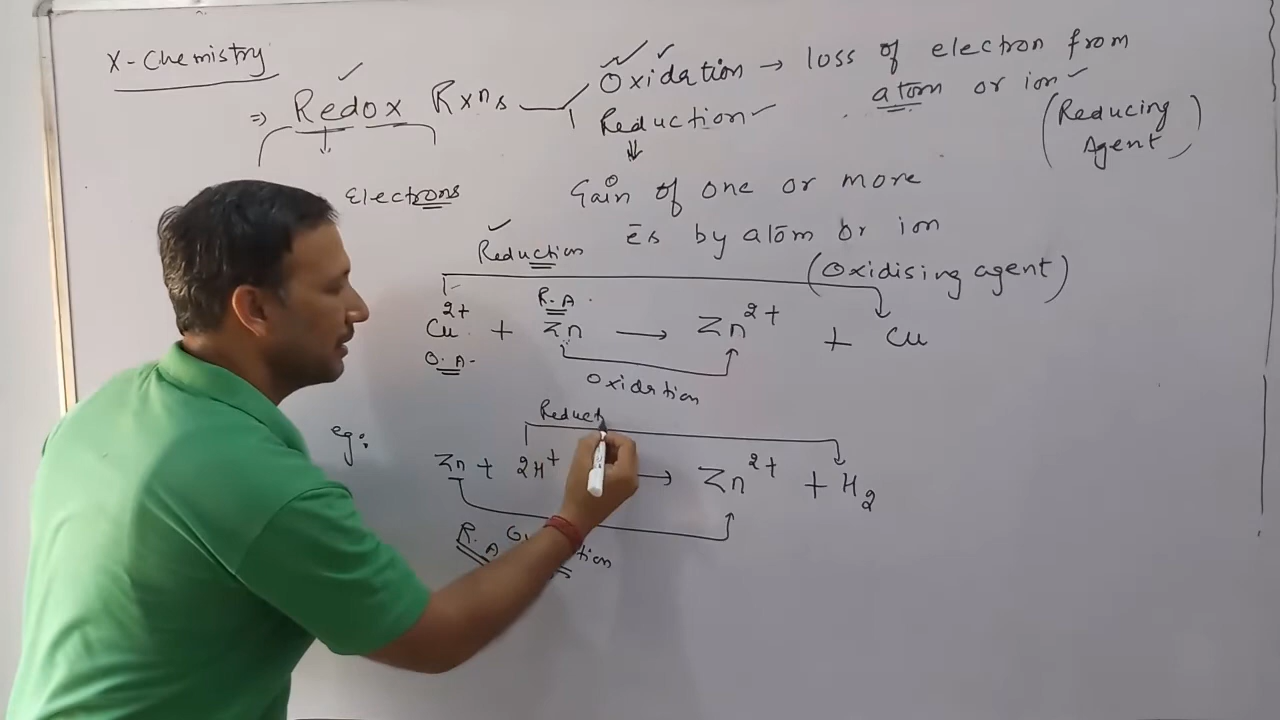 X - Chemistry
⇒ Redox Rxⁿs
Oxidation → loss of electron from
atom or ion
(Reducing
Agent)
Reduction
⇓
Electrons
Gain of one or more
ēs by atom or ion
(Oxidising agent)
Reduction
R.A.
Cu²⁺ + Zn → Zn²⁺ + Cu
O.A.
Oxidation
eg:
Reduct
Zn + 2H⁺ → Zn²⁺ + H₂
R.A